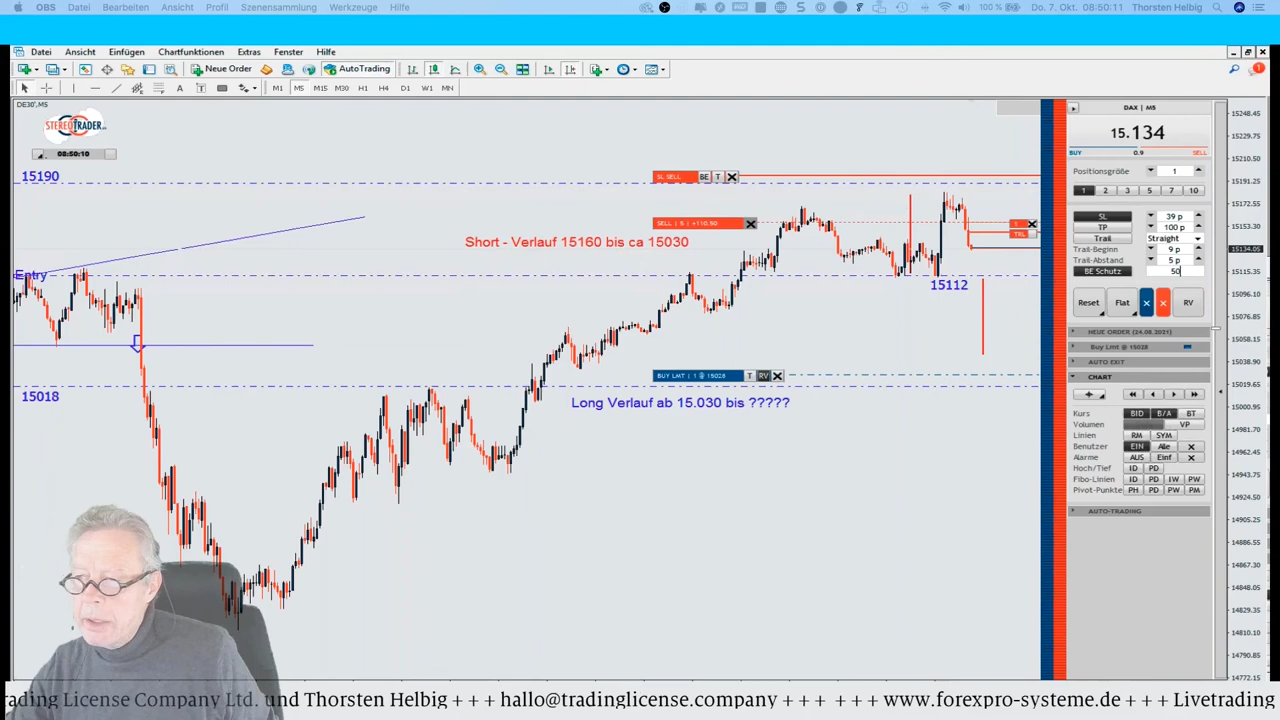 OBS Datei Bearbeiten Ansicht Profil Szenensammlung Werkzeuge Hilfe 100 % Do. 7. Okt. 08:50:11 Thorsten Helbig
Datei Ansicht Einfügen Chartfunktionen Extras Fenster Hilfe
Neue Order AutoTrading
M1 M5 M15 M30 H1 H4 D1 W1 MN
DE30',M5
STEREOTRADER
08:50:10
15190
Entry
15018
SL SELL BE T
SELL | 5 | +110.50
Short - Verlauf 15160 bis ca 15030
15112
BUY LMT | 1 @ 15028 T RV
Long Verlauf ab 15.030 bis ?????
1
TRL
DAX | M5
15.134
BUY 0.9 SELL
Positionsgröße 1
1 2 3 5 7 10
SL 39 p
TP 100 p
Trail Straight
Trail-Beginn 9 p
Trail-Abstand 5 p
BE Schutz 50
Reset Flat RV
NEUE ORDER (24.08.2021)
Buy Lmt @ 15028
AUTO EXIT
CHART
Kurs BID B/A BT
Volumen VP
Linien RM SYM
Benutzer EIN Alle
Alarme AUS Einf
Hoch/Tief ID PD
Fibo-Linien ID PD IW PW
Pivot-Punkte PH PD PW PM
AUTO-TRADING
15248.45
15229.75
15210.50
15191.25
15172.55
15153.30
15134.05
15115.35
15096.10
15076.85
15058.15
15038.90
15019.65
15000.95
14981.70
14962.45
14943.75
14924.50
14905.25
14886.55
14867.30
14848.05
14829.35
14810.10
14790.85
14772.15
rading License Company Ltd. und Thorsten Helbig +++ hallo@tradinglicense.company +++ +++ www.forexpro-systeme.de +++ Livetrading